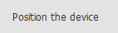 Position the device